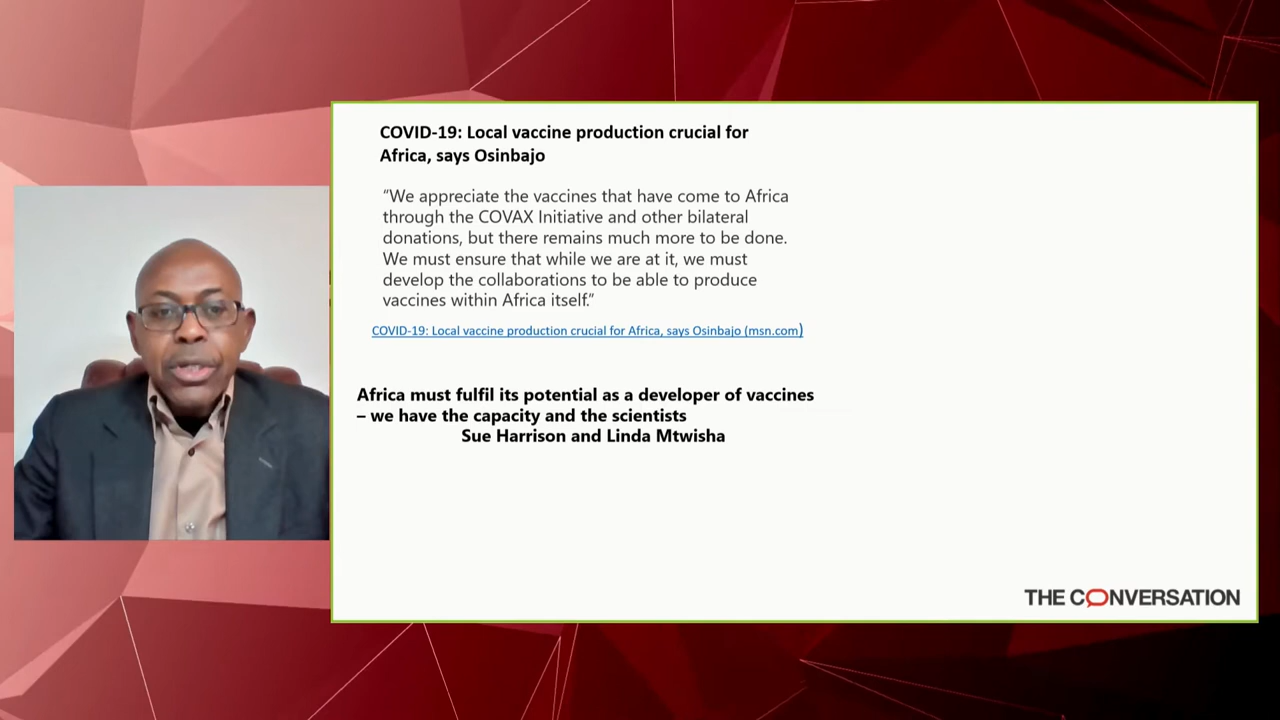 COVID-19: Local vaccine production crucial for
Africa, says Osinbajo
“We appreciate the vaccines that have come to Africa
through the COVAX Initiative and other bilateral
donations, but there remains much more to be done.
We must ensure that while we are at it, we must
develop the collaborations to be able to produce
vaccines within Africa itself.”
COVID-19: Local vaccine production crucial for Africa, says Osinbajo (msn.com)
Africa must fulfil its potential as a developer of vaccines
– we have the capacity and the scientists
Sue Harrison and Linda Mtwisha
THE CONVERSATION